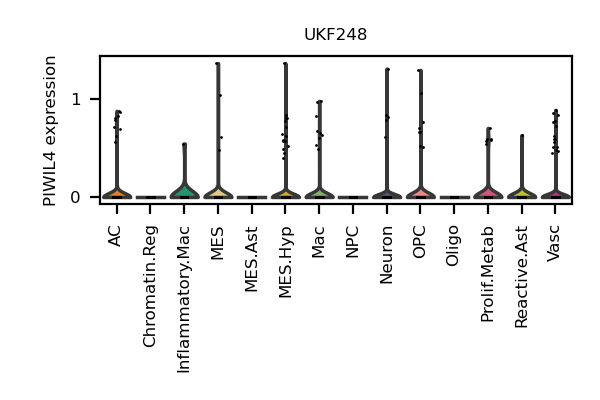 UKF248
PIWIL4 expression
1
0
AC
Chromatin.Reg
Inflammatory.Mac
MES
MES.Ast
MES.Hyp
Mac
NPC
Neuron
OPC
Oligo
Prolif.Metab
Reactive.Ast
Vasc